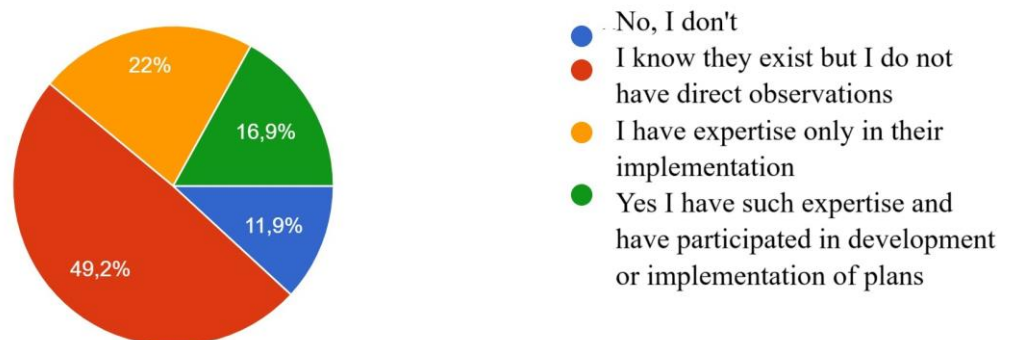 22%
16,9%
11,9%
49,2%
No, I don't
I know they exist but I do not
have direct observations
I have expertise only in their
implementation
Yes I have such expertise and
have participated in development
or implementation of plans